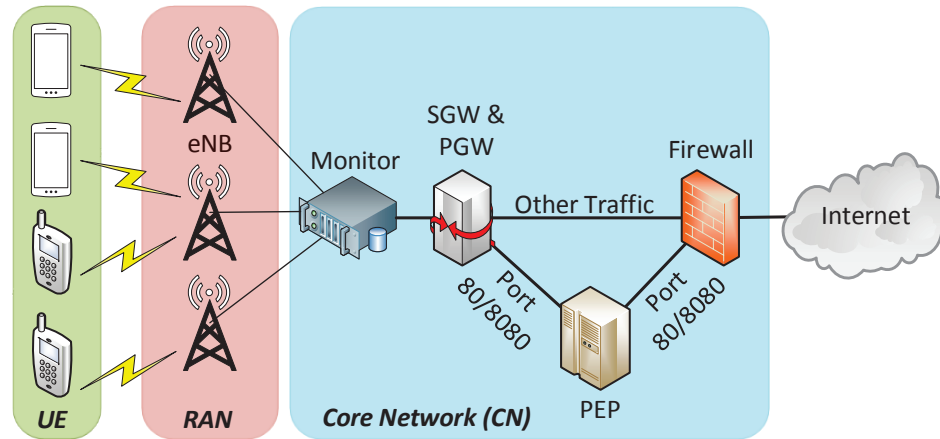 eNB
Monitor
SGW &
PGW
Firewall
Other Traffic
Internet
Port
80/8080
Port
80/8080
PEP
UE
RAN
Core Network (CN)